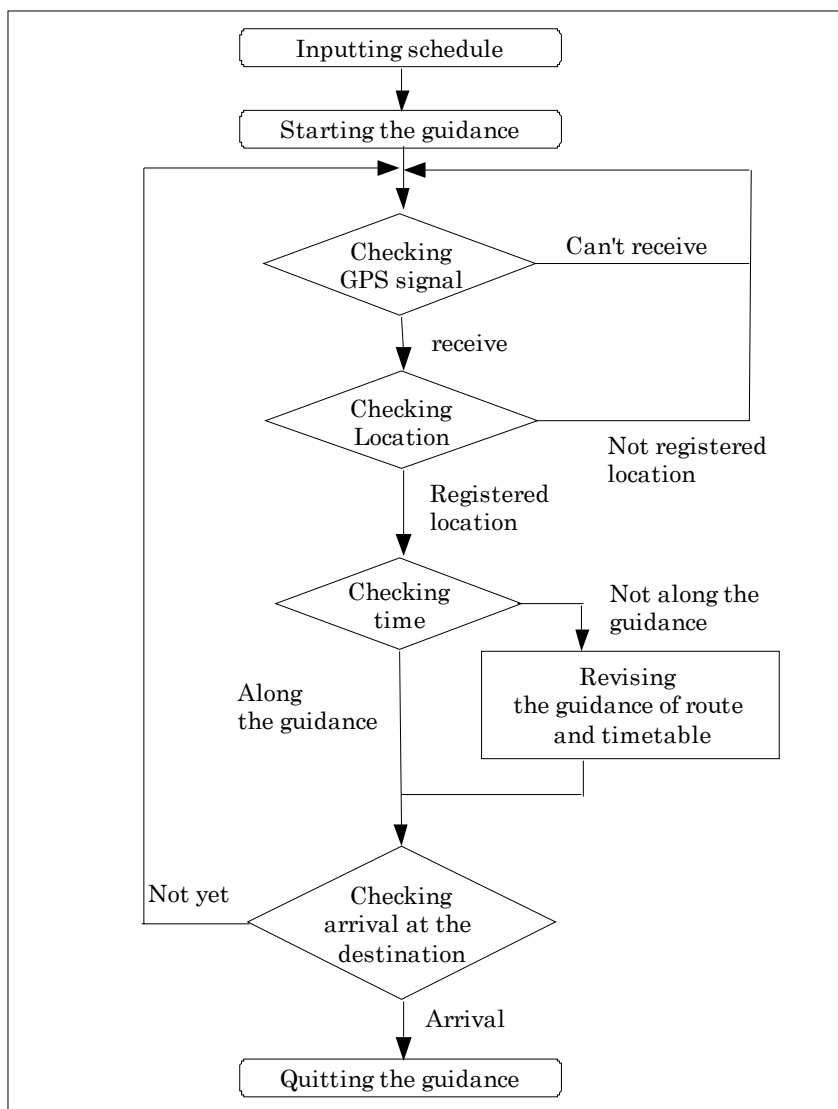 Inputting schedule
Starting the guidance
Checking
GPS signal
Can't receive
receive
Checking
Location
Not registered
location
Registered
location
Checking
time
Not along the
guidance
Revising
the guidance of route
and timetable
Along
the guidance
Not yet
Checking
arrival at the
destination
Arrival
Quitting the guidance